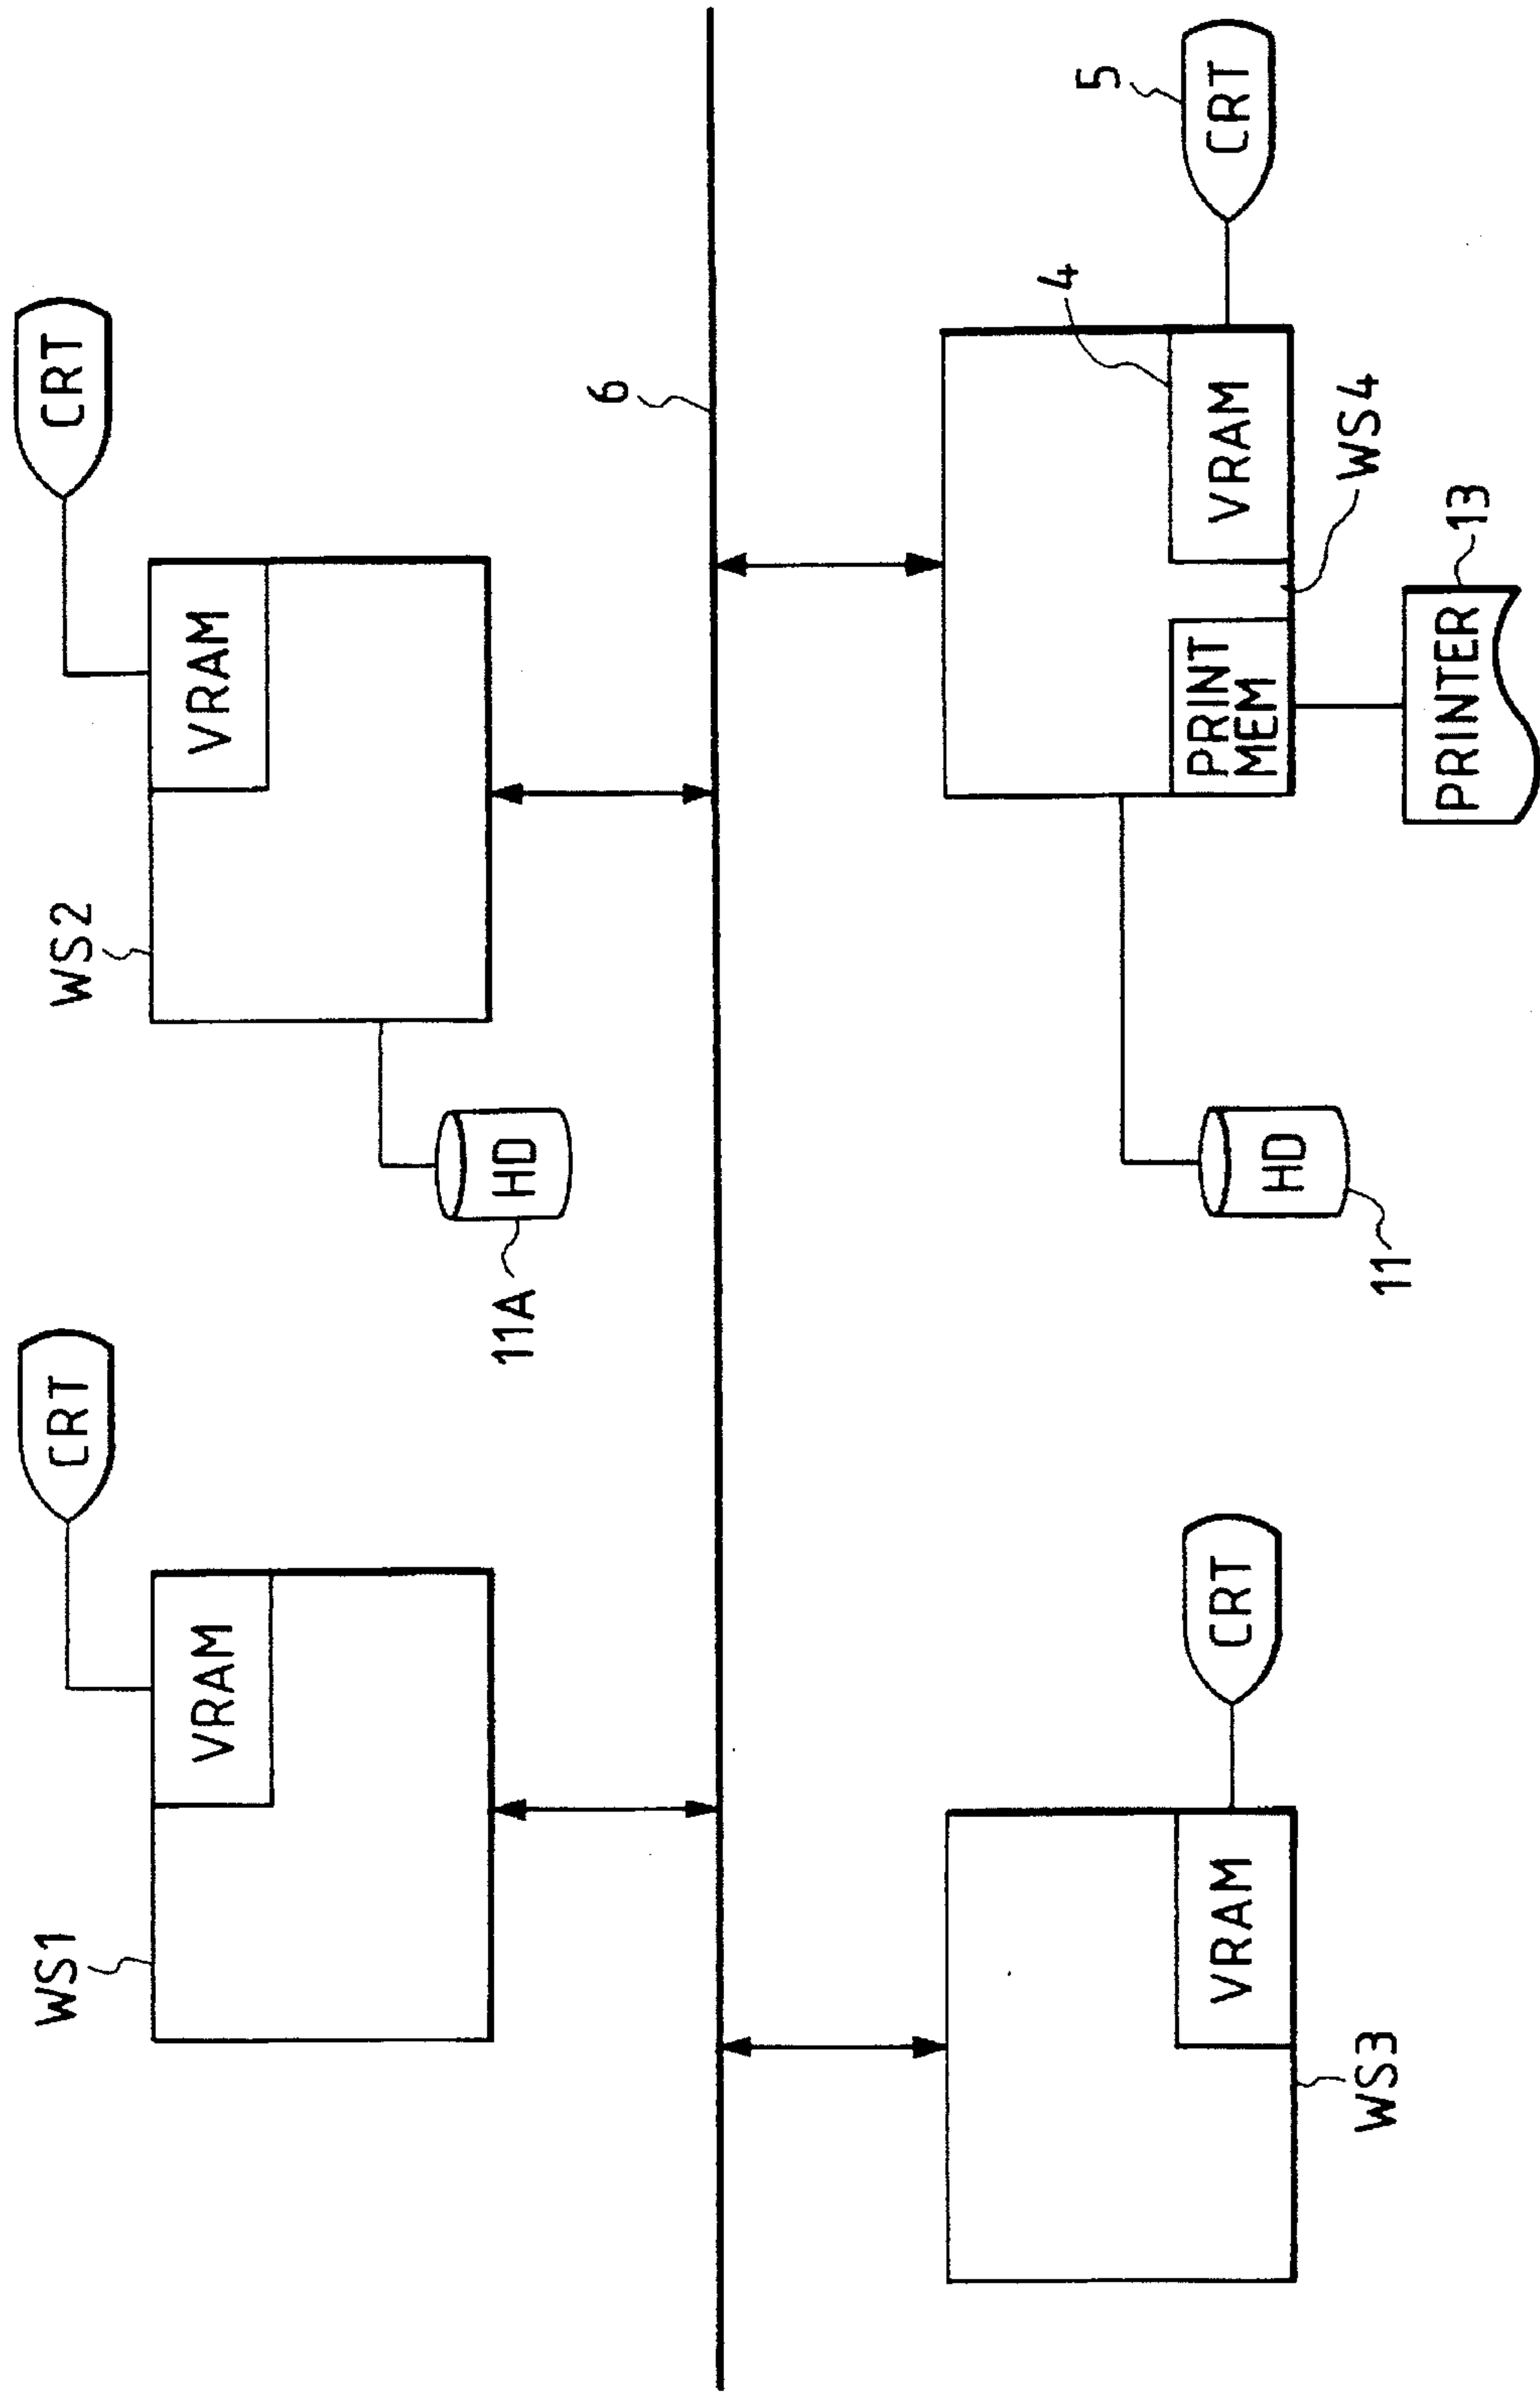 WS1
VRAM
CRT
WS2
VRAM
CRT
11A
HD
6
WS3
VRAM
CRT
11
HD
PRINT
MEM
VRAM
4
WS4
CRT
5
PRINTER
13